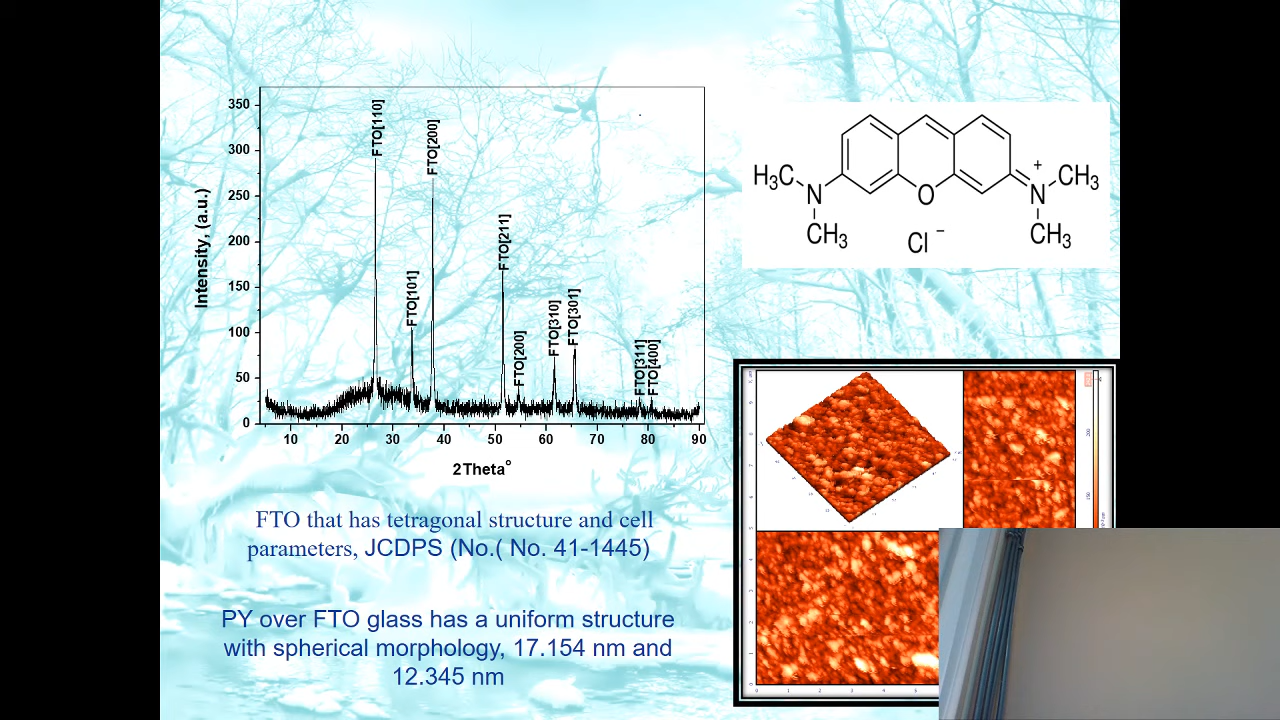 350
300
250
200
150
100
50
0
Intensity, (a.u.)
FTO[110]
FTO[101]
FTO[200]
FTO[211]
FTO[200]
FTO[310]
FTO[301]
FTO[311]
FTO[400]
10 20 30 40 50 60 70 80 90
2Theta°
FTO that has tetragonal structure and cell
parameters, JCDPS (No.( No. 41-1445)
PY over FTO glass has a uniform structure
with spherical morphology, 17.154 nm and
12.345 nm
H₃C N CH₃ O + N CH₃ CH₃
Cl⁻